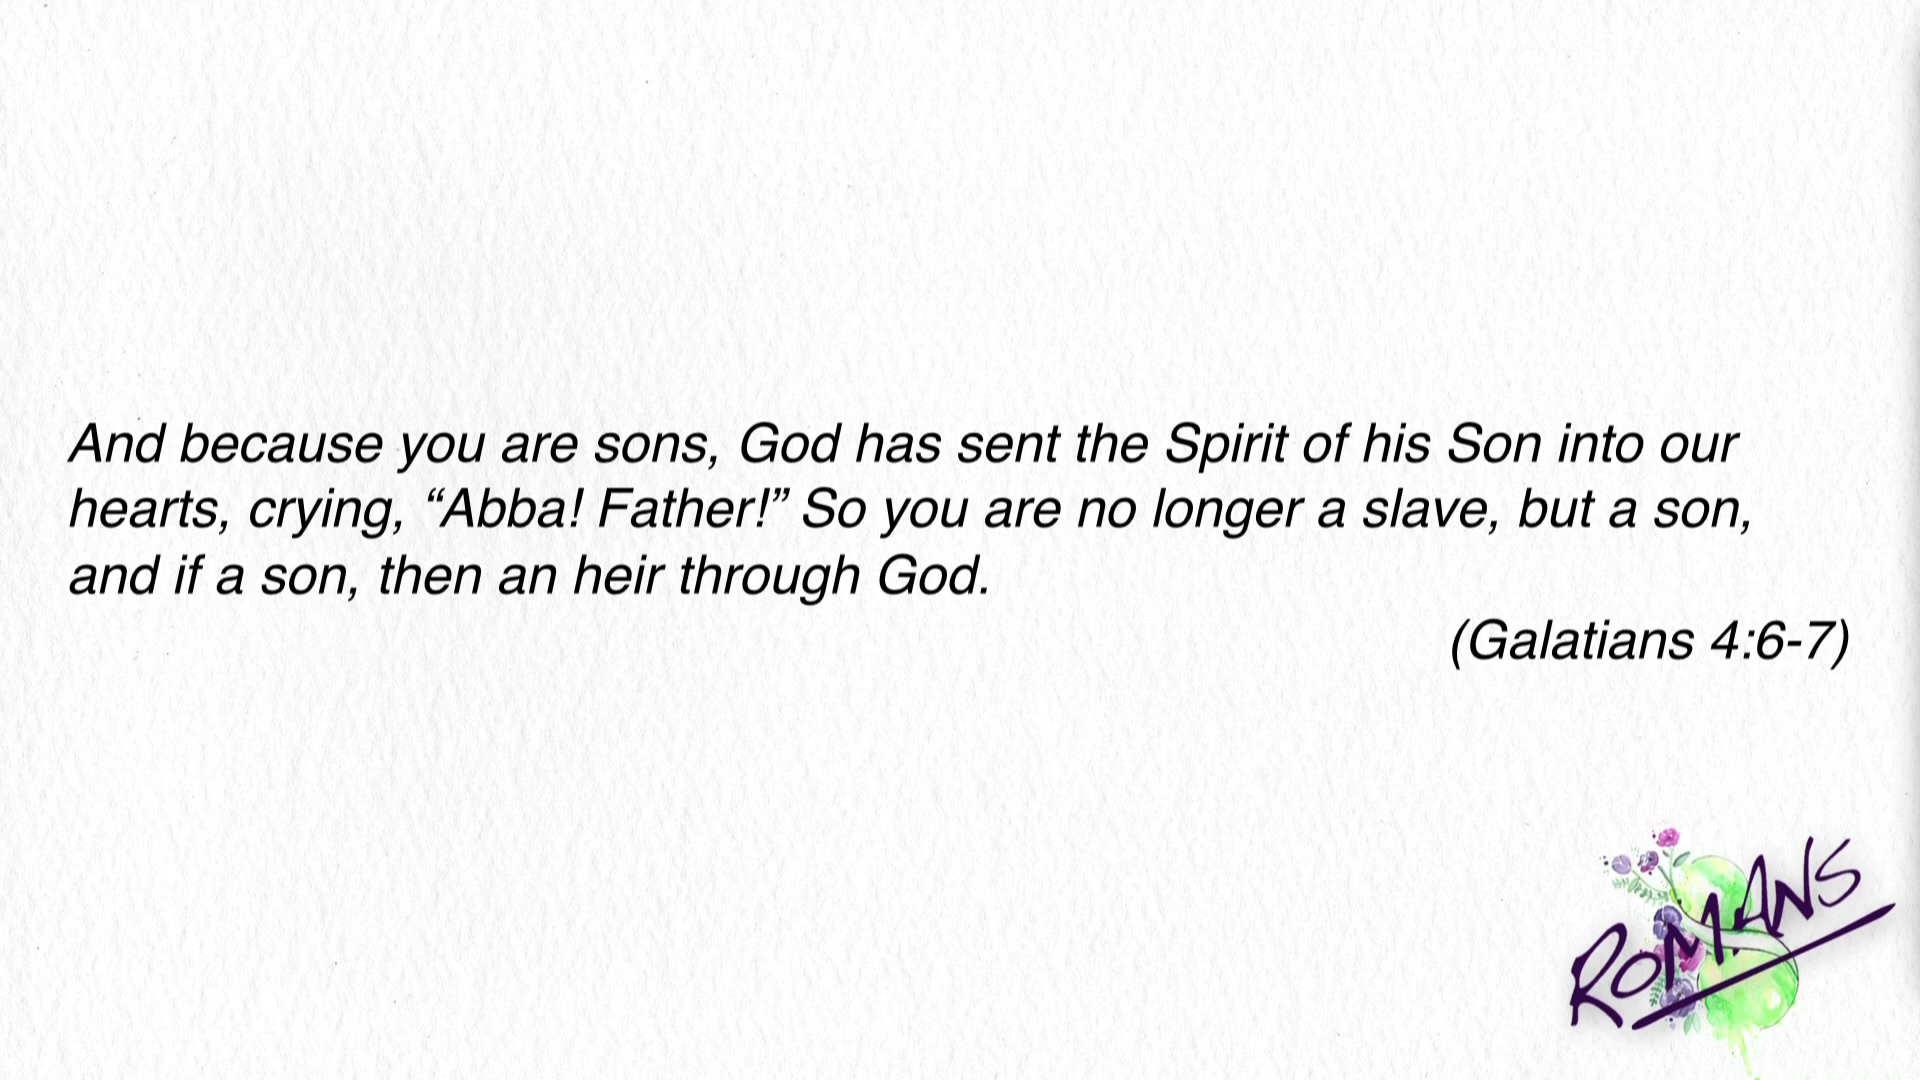 And because you are sons, God has sent the Spirit of his Son into our
hearts, crying, “Abba! Father!” So you are no longer a slave, but a son,
and if a son, then an heir through God.
(Galatians 4:6-7)
ROMANS